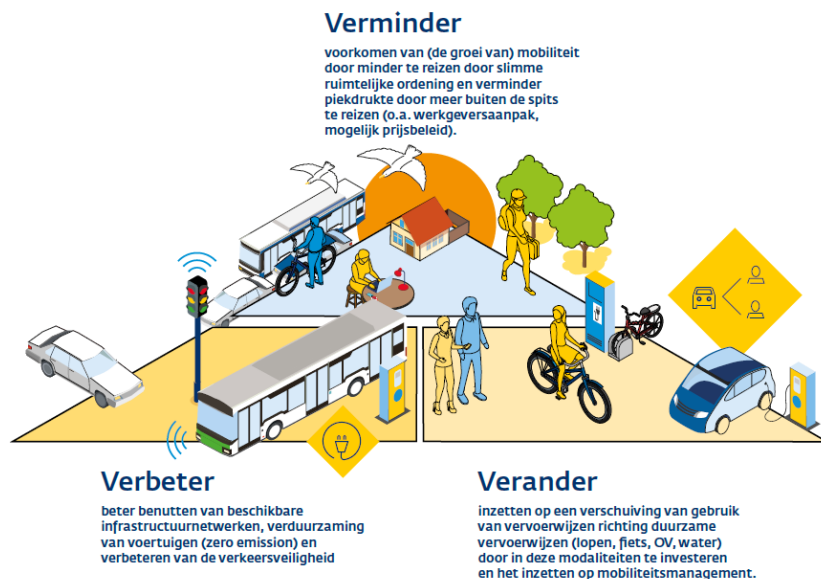 Verminder
voorkomen van (de groei van) mobiliteit
door minder te reizen door slimme
ruimtelijke ordening en verminder
piekdrukte door meer buiten de spits
te reizen (o.a. werkgeversaanpak,
mogelijk prijsbeleid).
Verbeter
beter benutten van beschikbare
infrastructuurnetwerken, verduurzaming
van voertuigen (zero emission) en
verbeteren van de verkeersveiligheid
Verander
inzetten op een verschuiving van gebruik
van vervoerwijzen richting duurzame
vervoerwijzen (lopen, fiets, OV, water)
door in deze modaliteiten te investeren
en het inzetten op mobiliteitsmanagement.